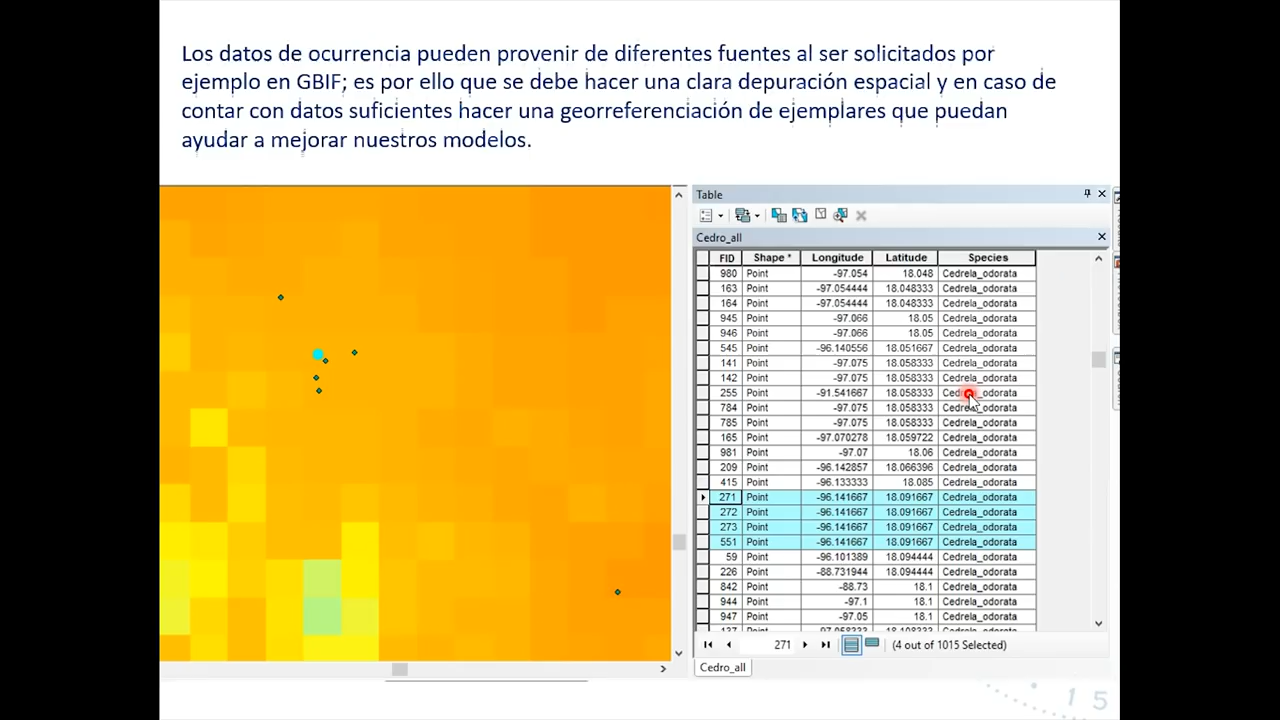 Los datos de ocurrencia pueden provenir de diferentes fuentes al ser solicitados por
ejemplo en GBIF; es por ello que se debe hacer una clara depuración espacial y en caso de
contar con datos suficientes hacer una georreferenciación de ejemplares que puedan
ayudar a mejorar nuestros modelos.
Table
Cedro_all
FID Shape * Longitude Latitude Species
980 Point -97.054 18.048 Cedrela_odorata
163 Point -97.054444 18.048333 Cedrela_odorata
164 Point -97.054444 18.048333 Cedrela_odorata
945 Point -97.066 18.05 Cedrela_odorata
946 Point -97.066 18.05 Cedrela_odorata
545 Point -96.140556 18.051667 Cedrela_odorata
141 Point -97.075 18.058333 Cedrela_odorata
142 Point -97.075 18.058333 Cedrela_odorata
255 Point -91.541667 18.058333 Cedrela_odorata
784 Point -97.075 18.058333 Cedrela_odorata
785 Point -97.075 18.058333 Cedrela_odorata
165 Point -97.070278 18.059722 Cedrela_odorata
981 Point -97.07 18.06 Cedrela_odorata
209 Point -96.142857 18.066396 Cedrela_odorata
415 Point -96.133333 18.085 Cedrela_odorata
271 Point -96.141667 18.091667 Cedrela_odorata
272 Point -96.141667 18.091667 Cedrela_odorata
273 Point -96.141667 18.091667 Cedrela_odorata
551 Point -96.141667 18.091667 Cedrela_odorata
59 Point -96.101389 18.094444 Cedrela_odorata
226 Point -88.731944 18.094444 Cedrela_odorata
842 Point -88.73 18.1 Cedrela_odorata
944 Point -97.1 18.1 Cedrela_odorata
947 Point -97.05 18.1 Cedrela_odorata
137 Point -97.058333 18.108333 Cedrela_odorata
271 (4 out of 1015 Selected)
Cedro_all
15